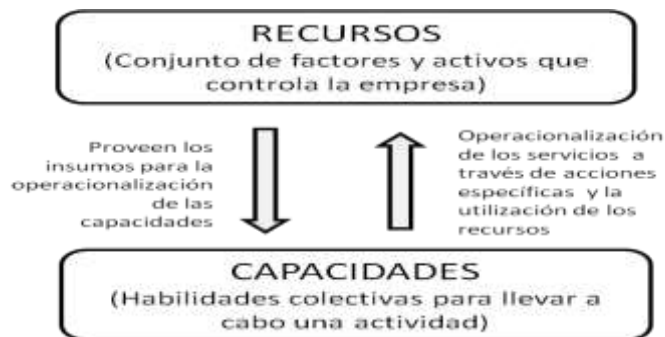 RECURSOS
(Conjunto de factores y activos que
controla la empresa)
Proveen los
insumos para la
operacionalización
de las
capacidades
Operacionalización
de los servicios a
través de acciones
específicas y la
utilización de los
recursos
CAPACIDADES
(Habilidades colectivas para llevar a
cabo una actividad)